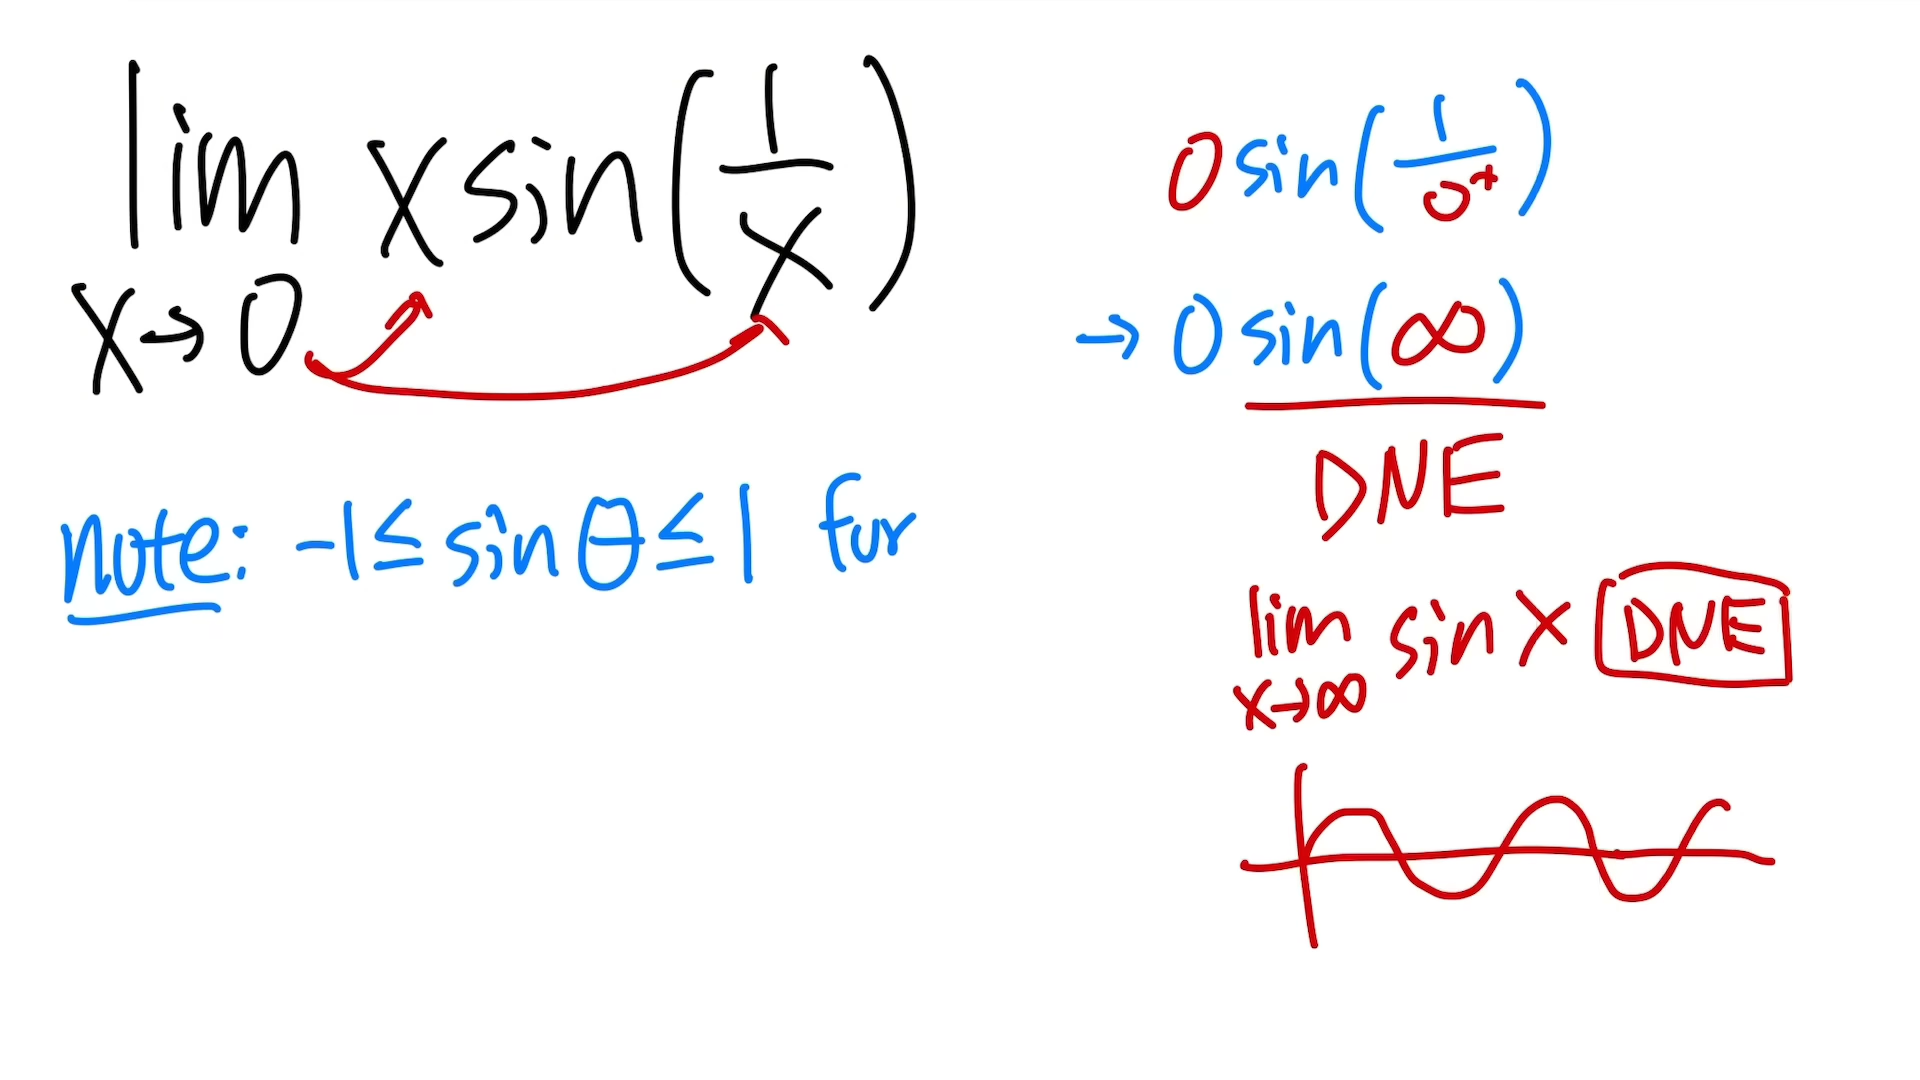 lim x sin(1/x)
x→0
note: -1 ≤ sin θ ≤ 1 for
0 sin(1/0⁺)
→ 0 sin(∞)
DNE
lim sin x DNE
x→∞